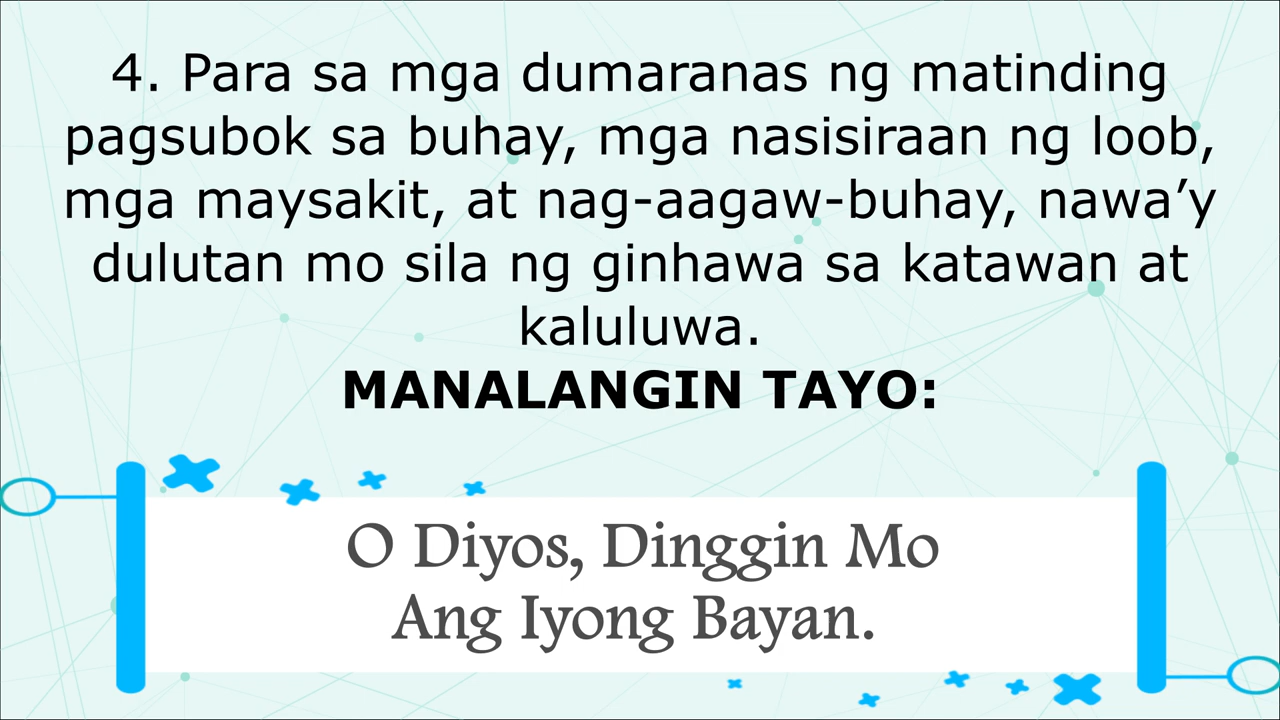 4. Para sa mga dumaranas ng matinding
pagsubok sa buhay, mga nasisiraan ng loob,
mga maysakit, at nag-aagaw-buhay, nawa’y
dulutan mo sila ng ginhawa sa katawan at
kaluluwa.
MANALANGIN TAYO:
O Diyos, Dinggin Mo
Ang Iyong Bayan.